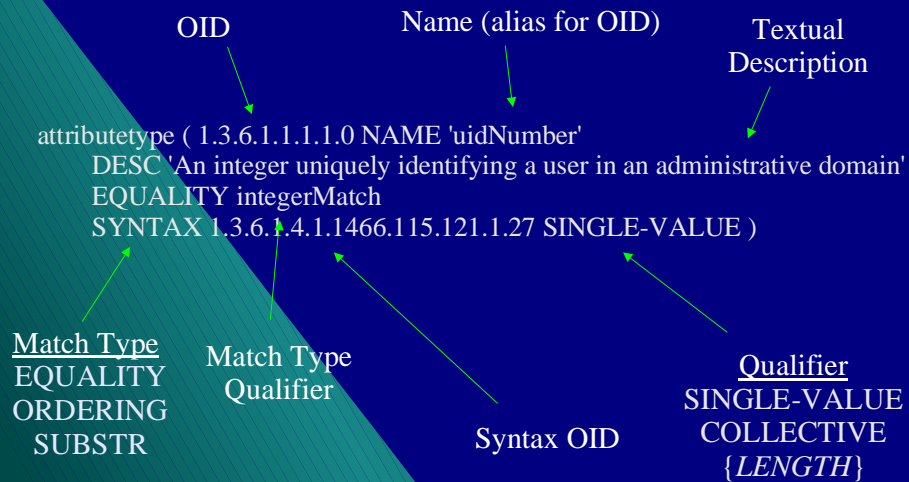 OID
Name (alias for OID)
Textual
Description
attributetype ( 1.3.6.1.1.1.1.0 NAME 'uidNumber'
DESC 'An integer uniquely identifying a user in an administrative domain'
EQUALITY integerMatch
SYNTAX 1.3.6.1.4.1.1466.115.121.1.27 SINGLE-VALUE )
Match Type
EQUALITY
ORDERING
SUBSTR
Match Type
Qualifier
Syntax OID
Qualifier
SINGLE-VALUE
COLLECTIVE
{LENGTH}